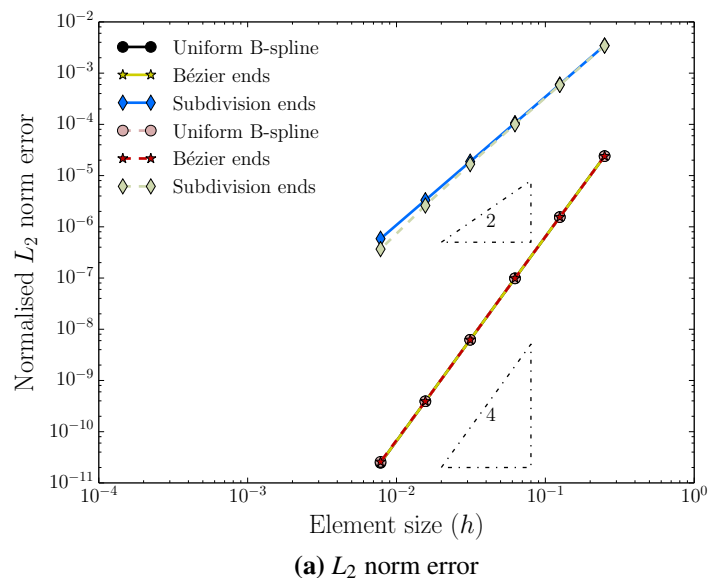 10⁻²
10⁻³
10⁻⁴
10⁻⁵
10⁻⁶
10⁻⁷
10⁻⁸
10⁻⁹
10⁻¹⁰
10⁻¹¹
Normalised L₂ norm error
Uniform B-spline
Bézier ends
Subdivision ends
Uniform B-spline
Bézier ends
Subdivision ends
2
4
10⁻⁴ 10⁻³ 10⁻² 10⁻¹ 10⁰
Element size (h)
(a) L₂ norm error